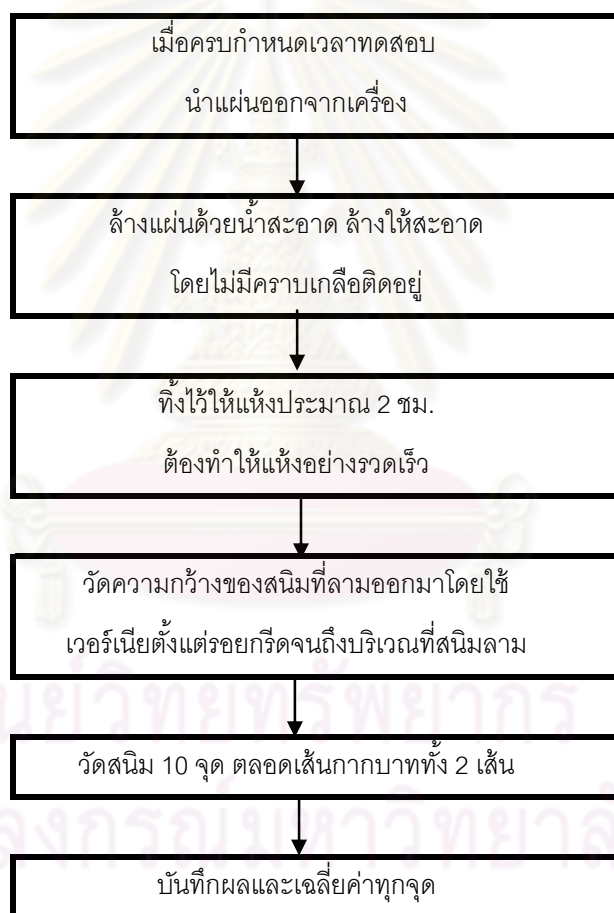 เมื่อครบกำหนดเวลาทดสอบ
นำแผ่นออกจากเครื่อง
ล้างแผ่นด้วยน้ำสะอาด ล้างให้สะอาด
โดยไม่มีคราบเกลือติดอยู่
ทิ้งไว้ให้แห้งประมาณ 2 ชม.
ต้องทำให้แห้งอย่างรวดเร็ว
วัดความกว้างของสนิมที่ลามออกมาโดยใช้
เวอร์เนียตั้งแต่รอยกรีดจนถึงบริเวณที่สนิมลาม
วัดสนิม 10 จุด ตลอดเส้นกากบาททั้ง 2 เส้น
บันทึกผลและเฉลี่ยค่าทุกจุด